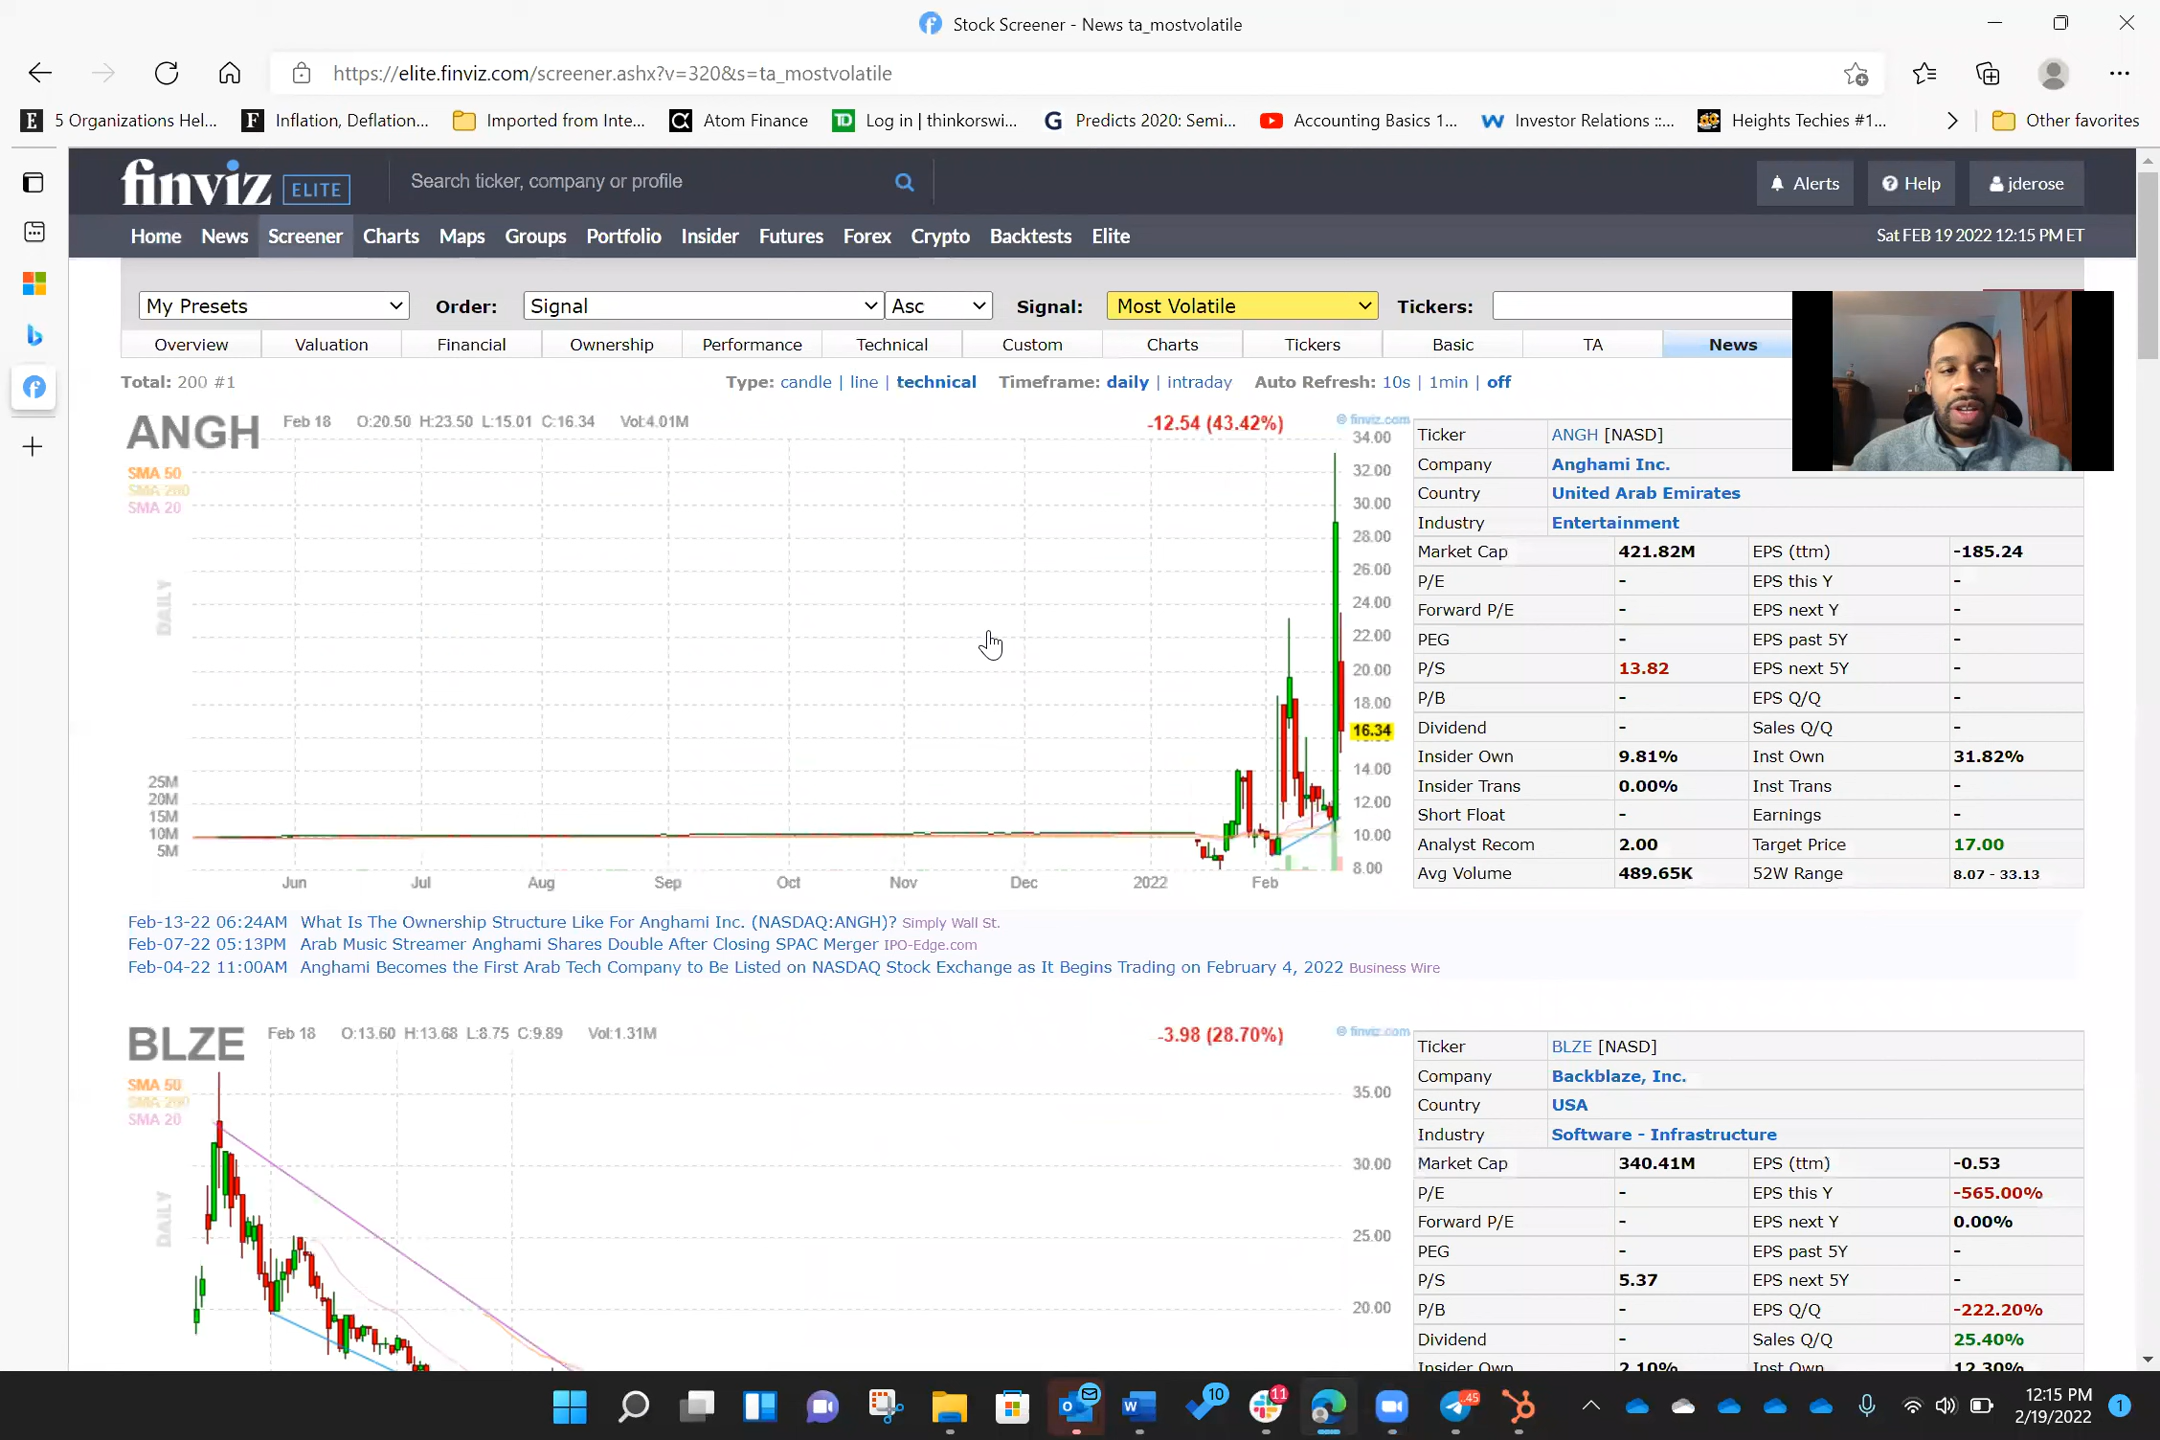 Stock Screener - News ta_mostvolatile
https://elite.finviz.com/screener.ashx?v=320&s=ta_mostvolatile
5 Organizations Hel... Inflation, Deflation... Imported from Inte... Atom Finance Log in | thinkorswi... Predicts 2020: Semi... Accounting Basics 1... Investor Relations ::... Heights Techies #1... Other favorites
finviz ELITE Search ticker, company or profile Alerts Help jderose
Home News Screener Charts Maps Groups Portfolio Insider Futures Forex Crypto Backtests Elite Sat FEB 19 2022 12:15 PM ET
My Presets Order: Signal Asc Signal: Most Volatile Tickers:
Overview Valuation Financial Ownership Performance Technical Custom Charts Tickers Basic TA News
Total: 200 #1 Type: candle | line | technical Timeframe: daily | intraday Auto Refresh: 10s | 1min | off
ANGH Feb 18 O:20.50 H:23.50 L:15.01 C:16.34 Vol:4.01M -12.54 (43.42%) © finviz.com
SMA 50
SMA 200
SMA 20
DAILY
34.00
32.00
30.00
28.00
26.00
24.00
22.00
20.00
18.00
16.34
14.00
12.00
10.00
8.00
25M
20M
15M
10M
5M
Jun Jul Aug Sep Oct Nov Dec 2022 Feb
Ticker ANGH [NASD]
Company Anghami Inc.
Country United Arab Emirates
Industry Entertainment
Market Cap 421.82M EPS (ttm) -185.24
P/E - EPS this Y -
Forward P/E - EPS next Y -
PEG - EPS past 5Y -
P/S 13.82 EPS next 5Y -
P/B - EPS Q/Q -
Dividend - Sales Q/Q -
Insider Own 9.81% Inst Own 31.82%
Insider Trans 0.00% Inst Trans -
Short Float - Earnings -
Analyst Recom 2.00 Target Price 17.00
Avg Volume 489.65K 52W Range 8.07 - 33.13
Feb-13-22 06:24AM What Is The Ownership Structure Like For Anghami Inc. (NASDAQ:ANGH)? Simply Wall St.
Feb-07-22 05:13PM Arab Music Streamer Anghami Shares Double After Closing SPAC Merger IPO-Edge.com
Feb-04-22 11:00AM Anghami Becomes the First Arab Tech Company to Be Listed on NASDAQ Stock Exchange as It Begins Trading on February 4, 2022 Business Wire
BLZE Feb 18 O:13.60 H:13.68 L:8.75 C:9.89 Vol:1.31M -3.98 (28.70%) © finviz.com
SMA 50
SMA 200
SMA 20
DAILY
35.00
30.00
25.00
20.00
Ticker BLZE [NASD]
Company Backblaze, Inc.
Country USA
Industry Software - Infrastructure
Market Cap 340.41M EPS (ttm) -0.53
P/E - EPS this Y -565.00%
Forward P/E - EPS next Y 0.00%
PEG - EPS past 5Y -
P/S 5.37 EPS next 5Y -
P/B - EPS Q/Q -222.20%
Dividend - Sales Q/Q 25.40%
Insider Own 2.10% Inst Own 12.30%
10 11 45 12:15 PM 1
2/19/2022